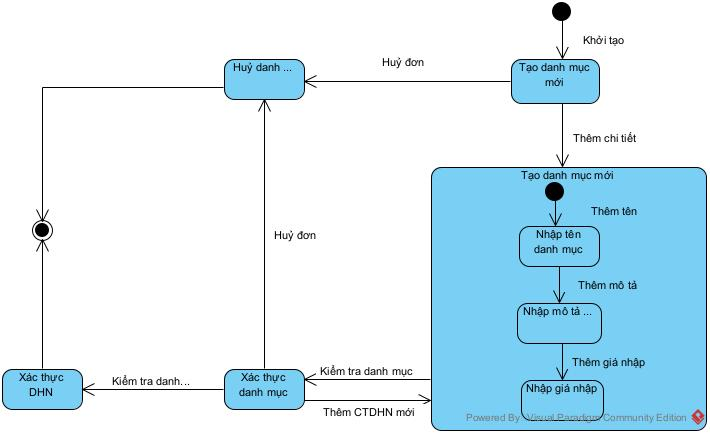 Khởi tạo
Huỷ danh ...
Huỷ đơn
Tạo danh mục
mới
Thêm chi tiết
Tạo danh mục mới
Thêm tên
Nhập tên
danh mục
Huỷ đơn
Thêm mô tả
Nhập mô tả ...
Thêm giá nhập
Nhập giá nhập
Kiểm tra danh mục
Xác thực
DHN
Kiểm tra danh...
Xác thực
danh mục
Thêm CTDHN mới
Powered By: Visual Paradigm Community Edition